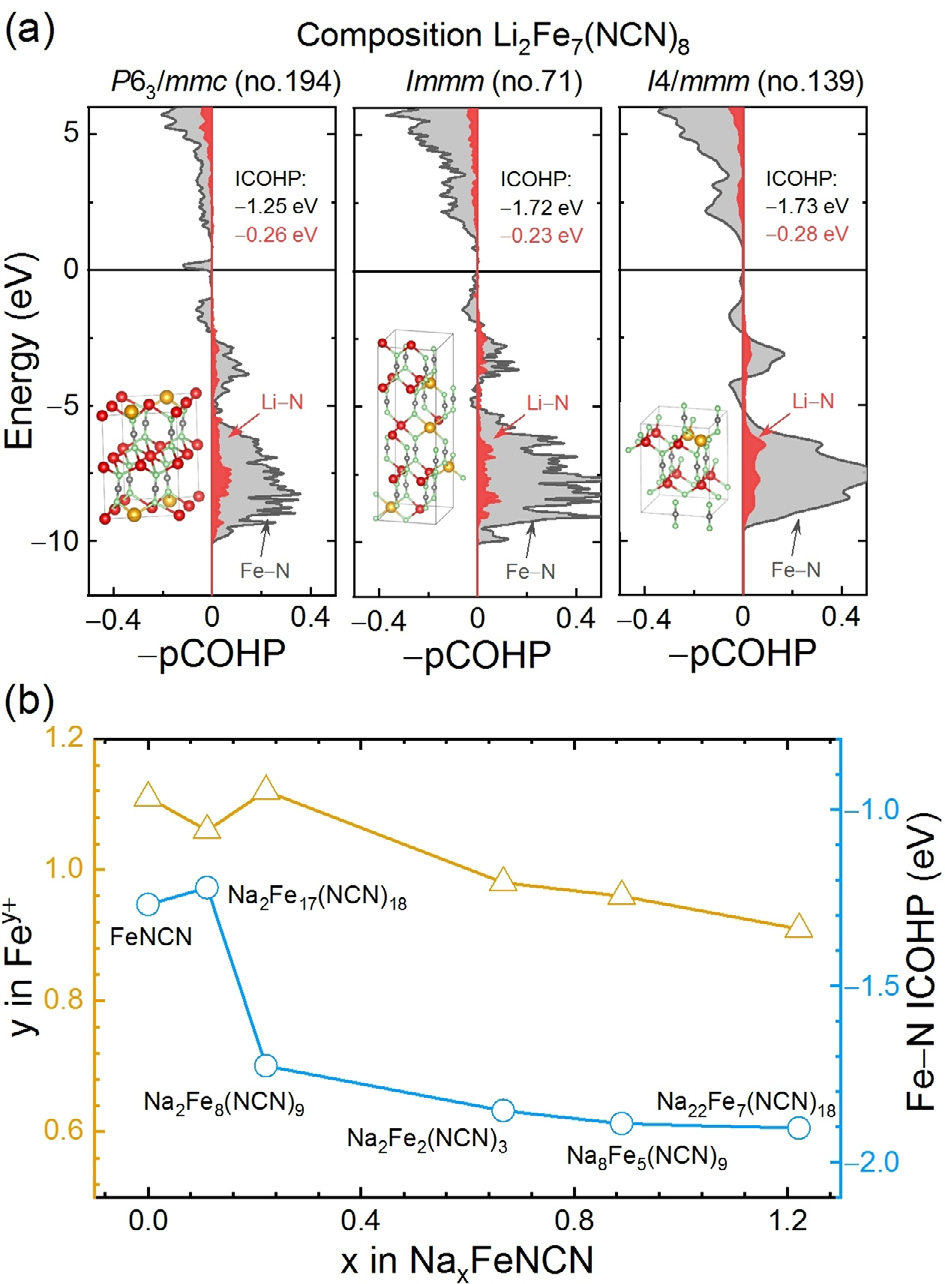 (a)
Composition Li₂Fe₇(NCN)₈
P6₃/mmc (no.194)
Immm (no.71)
I4/mmm (no.139)
Energy (eV)
5
0
−5
−10
ICOHP:
−1.25 eV
−0.26 eV
Li−N
Fe−N
ICOHP:
−1.72 eV
−0.23 eV
Li−N
Fe−N
ICOHP:
−1.73 eV
−0.28 eV
Li−N
Fe−N
−0.4 0 0.4
−0.4 0 0.4
−0.4 0 0.4
−pCOHP
−pCOHP
−pCOHP
(b)
y in Feʸ⁺
1.2
1.0
0.8
0.6
FeNCN
Na₂Fe₁₇(NCN)₁₈
Na₂Fe₈(NCN)₉
Na₂Fe₂(NCN)₃
Na₈Fe₅(NCN)₉
Na₂₂Fe₇(NCN)₁₈
−1.0
−1.5
−2.0
Fe−N ICOHP (eV)
0.0 0.4 0.8 1.2
x in NaₓFeNCN